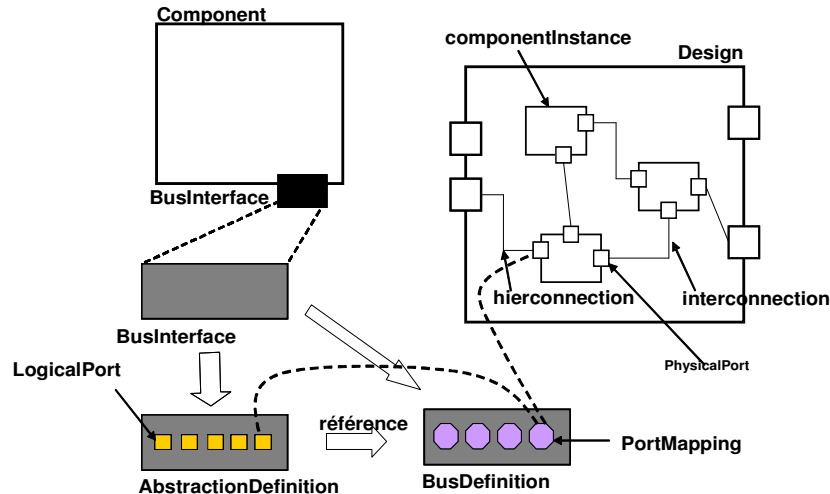 Component
componentInstance
Design
BusInterface
hierconnection
interconnection
BusInterface
PhysicalPort
LogicalPort
référence
PortMapping
AbstractionDefinition
BusDefinition